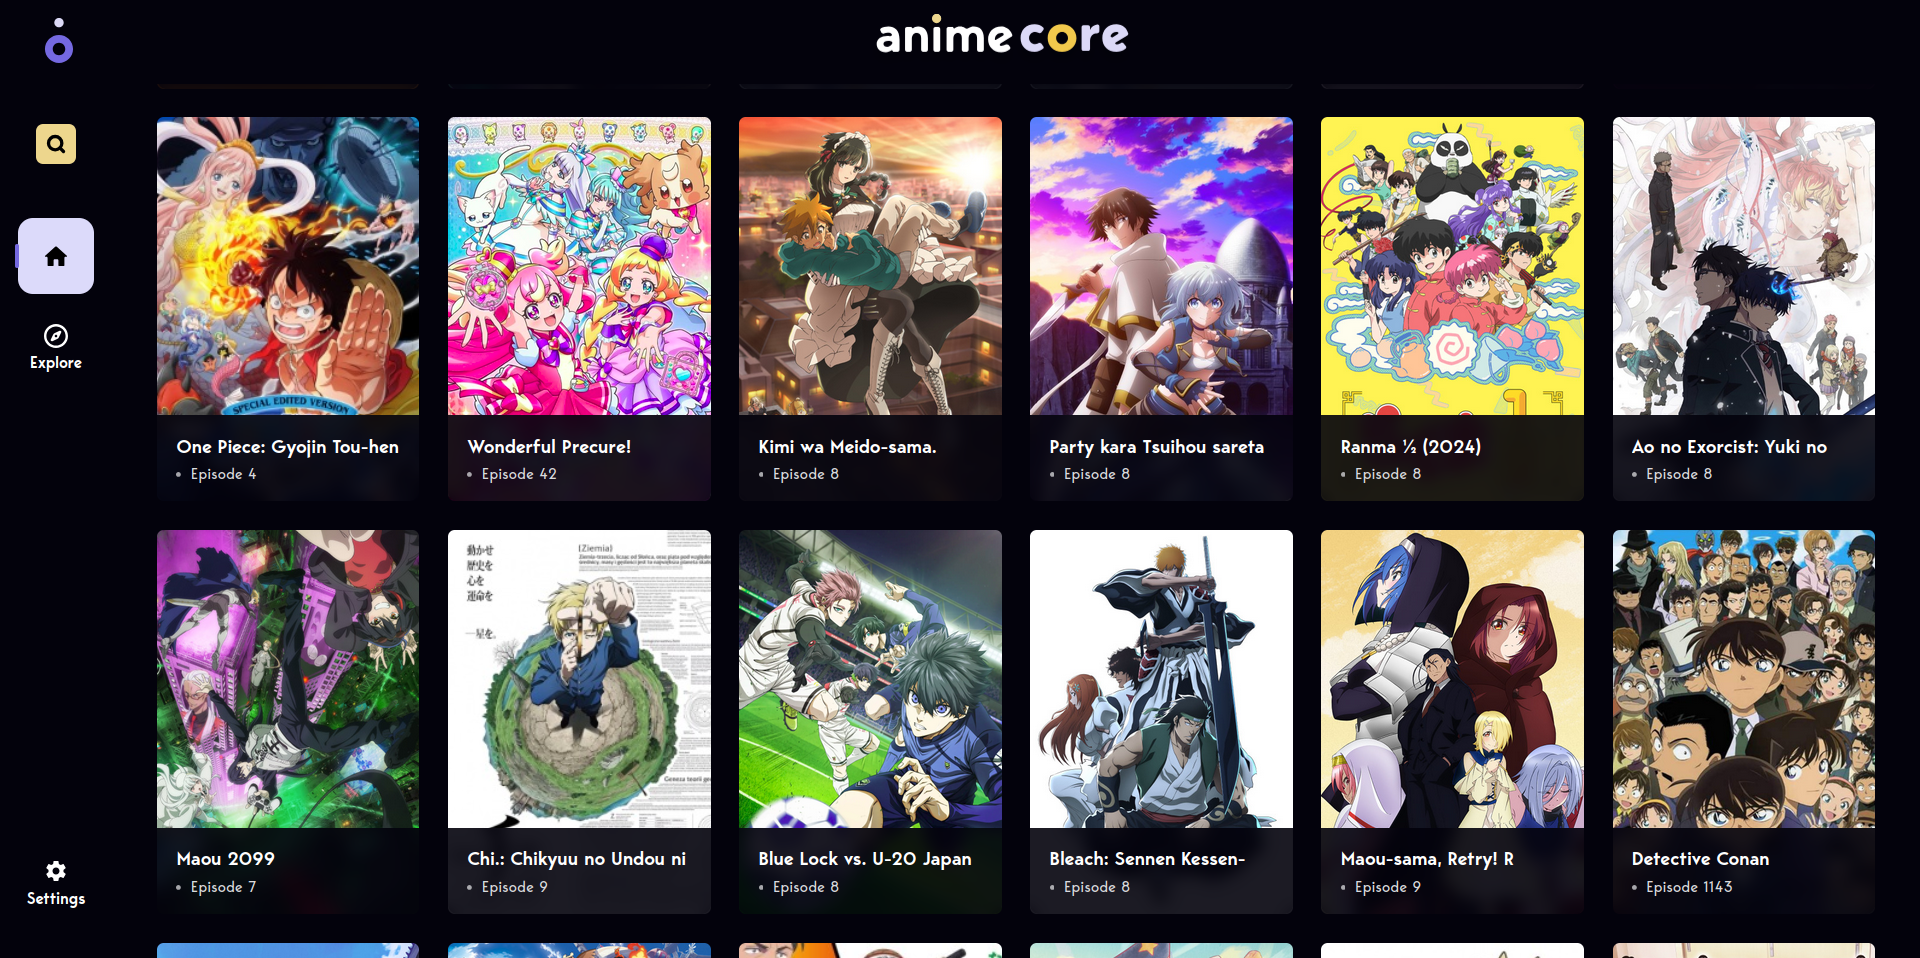 anime core
Explore
Settings
SPECIAL EDITED VERSION
One Piece: Gyojin Tou-hen
Episode 4
Wonderful Precure!
Episode 42
Kimi wa Meido-sama.
Episode 8
Party kara Tsuihou sareta
Episode 8
Ranma ½ (2024)
Episode 8
Ao no Exorcist: Yuki no
Episode 8
動かせ
歴史を
心を
運命を
一星を。
[Ziemia]
Geneza teorii
Maou 2099
Episode 7
Chi.: Chikyuu no Undou ni
Episode 9
Blue Lock vs. U-20 Japan
Episode 8
Bleach: Sennen Kessen-
Episode 8
Maou-sama, Retry! R
Episode 9
Detective Conan
Episode 1143